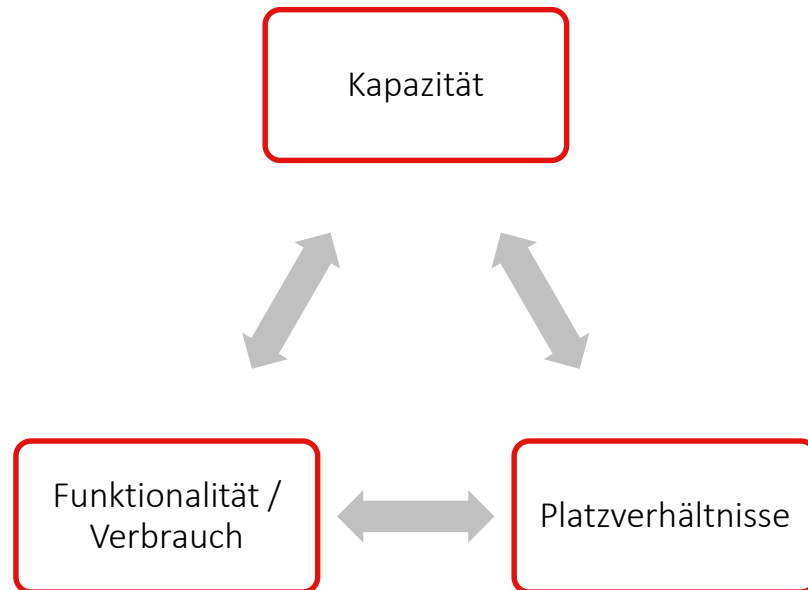 Kapazität
Funktionalität /
Verbrauch
Platzverhältnisse